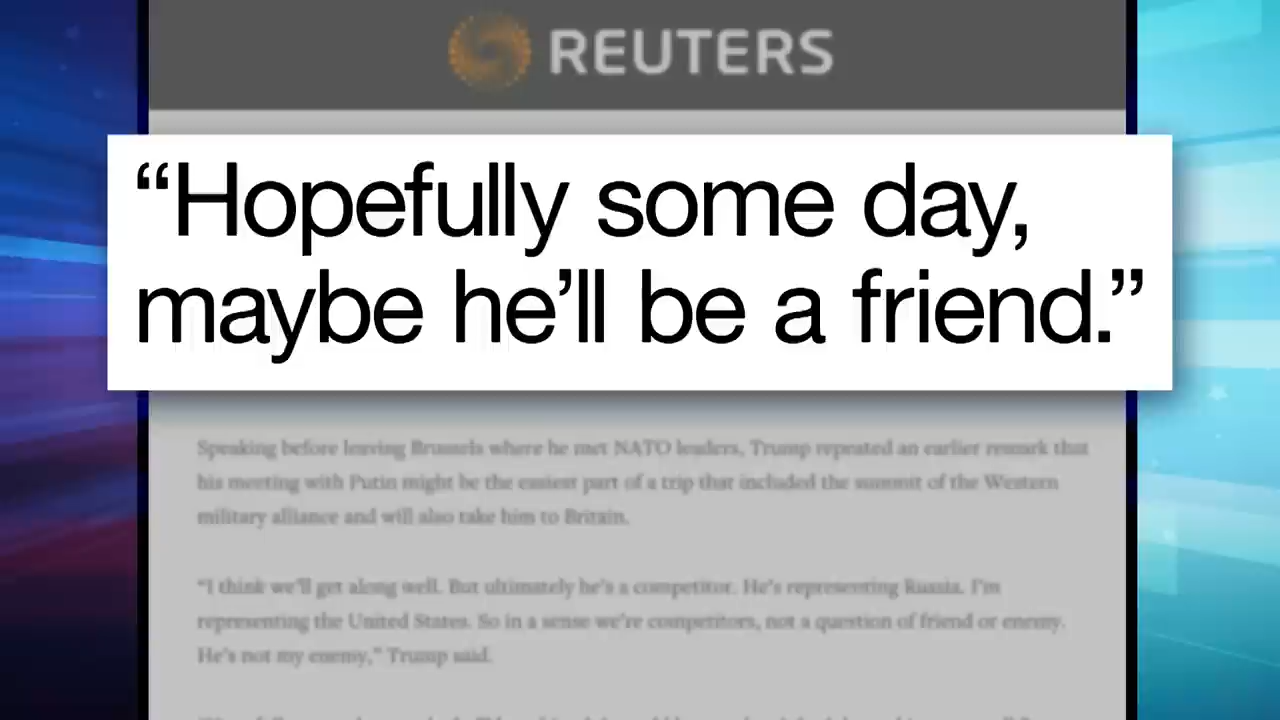 REUTERS
“Hopefully some day,
maybe he’ll be a friend.”
Speaking before leaving Brussels where he met NATO leaders, Trump repeated an earlier remark that
his meeting with Putin might be the easiest part of a trip that included the summit of the Western
military alliance and will also take him to Britain.
“I think we’ll get along well. But ultimately he’s a competitor. He’s representing Russia. I’m
representing the United States. So in a sense we’re competitors, not a question of friend or enemy.
He’s not my enemy,” Trump said.